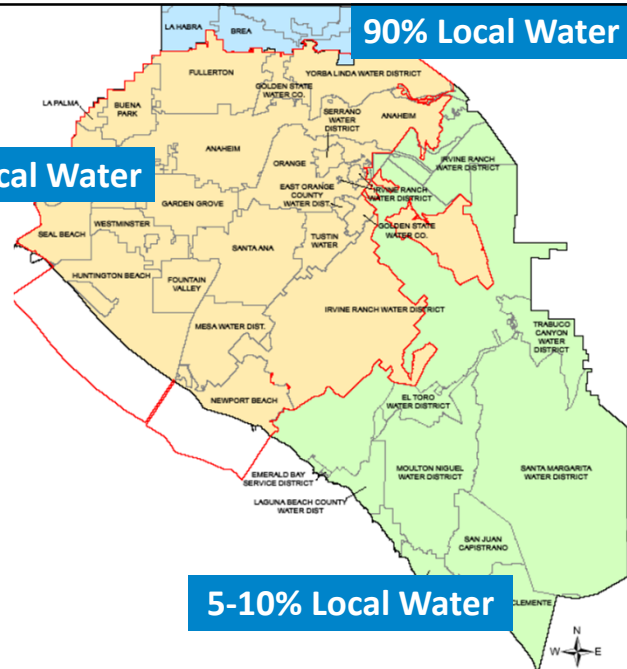 LA HABRA
BREA
90% Local Water
FULLERTON
GOLDEN STATE
WATER CO.
YORBA LINDA WATER DISTRICT
LA PALMA
BUENA
PARK
SERRANO
WATER
DISTRICT
ANAHEIM
ANAHEIM
ORANGE
IRVINE RANCH
WATER DISTRICT
cal Water
EAST ORANGE
COUNTY
WATER DIST.
IRVINE RANCH
WATER DISTRICT
GARDEN GROVE
WESTMINSTER
GOLDEN STATE
WATER CO.
SEAL BEACH
SANTA ANA
TUSTIN
WATER
HUNTINGTON BEACH
FOUNTAIN
VALLEY
IRVINE RANCH WATER DISTRICT
MESA WATER DIST.
TRABUCO
CANYON
WATER
DISTRICT
NEWPORT BEACH
EL TORO
WATER DISTRICT
EMERALD BAY
SERVICE DISTRICT
MOULTON NIGUEL
WATER DISTRICT
SANTA MARGARITA
WATER DISTRICT
LAGUNA BEACH COUNTY
WATER DIST
SAN JUAN
CAPISTRANO
5-10% Local Water
CLEMENTE
N
W
E
S